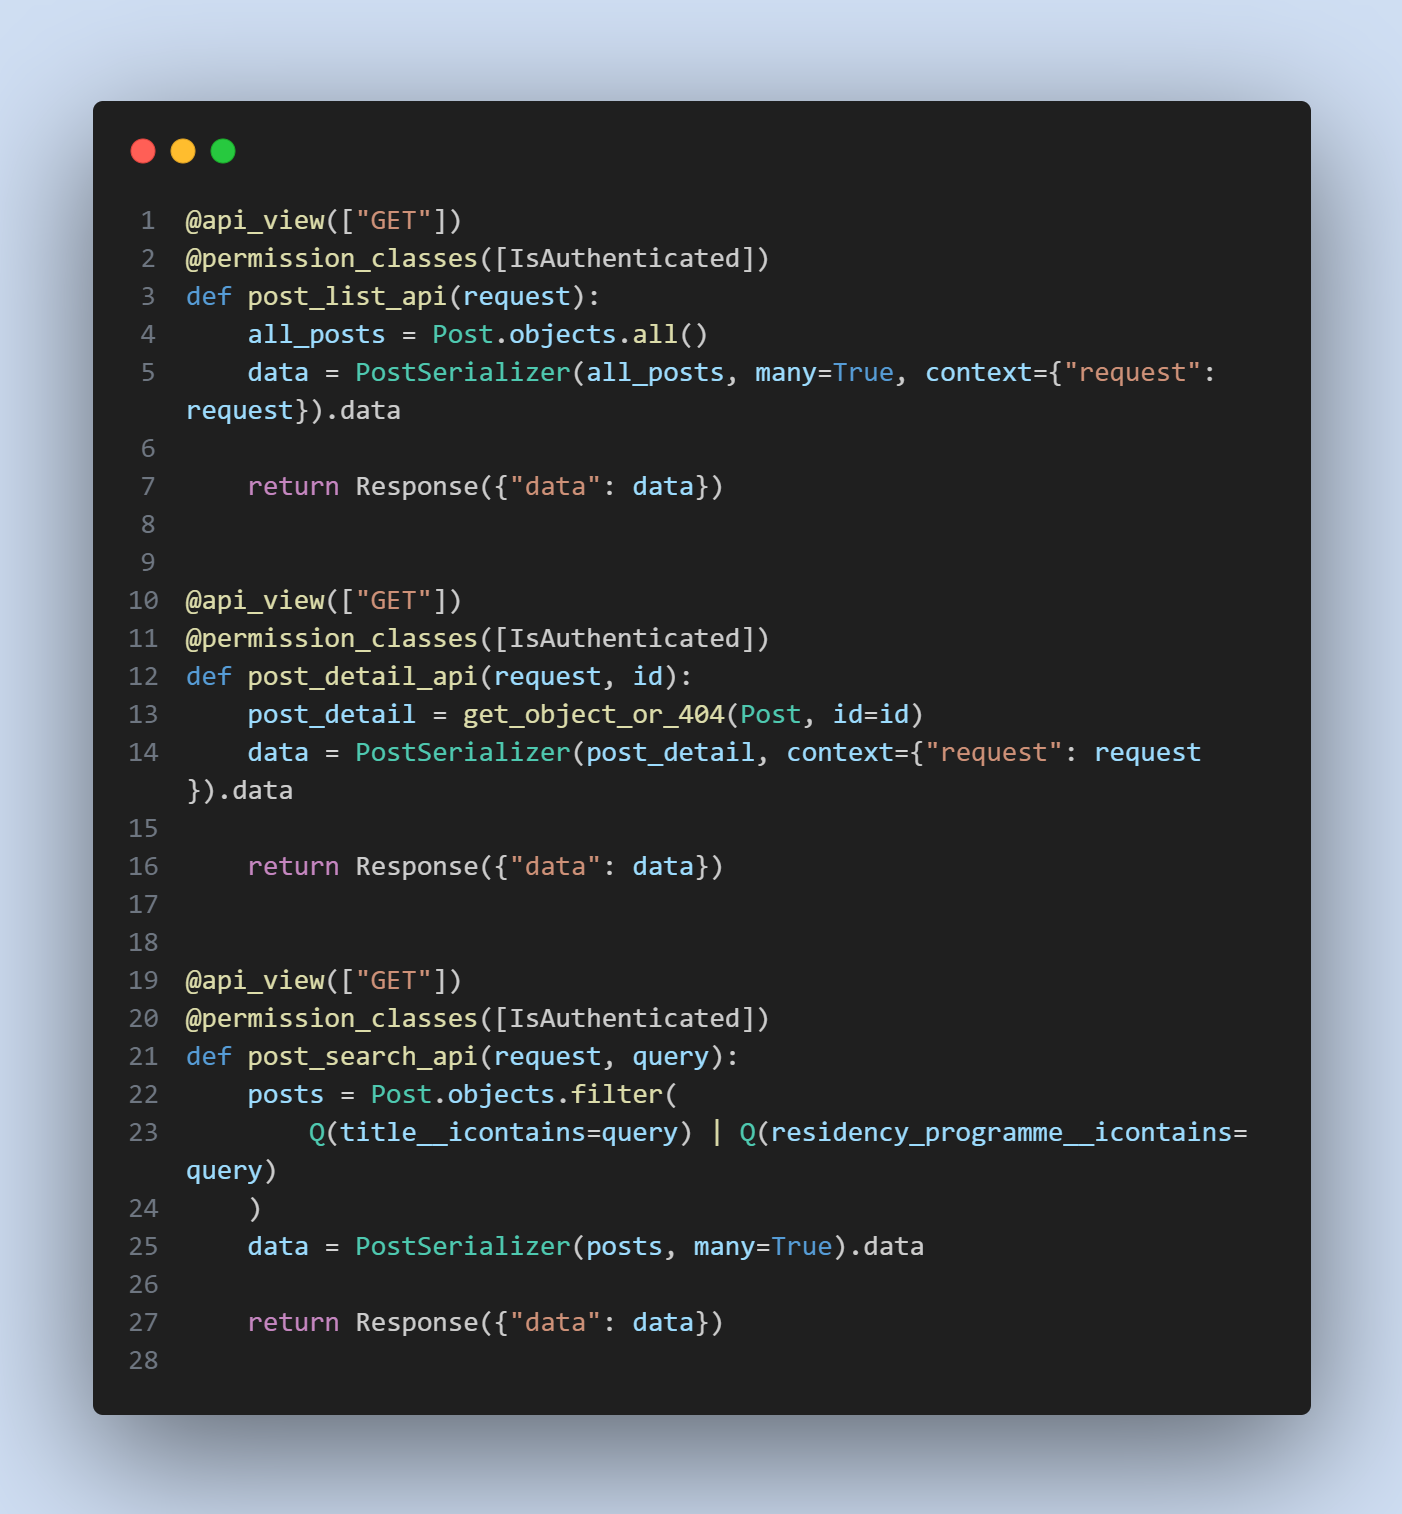 1 @api_view(["GET"])
2 @permission_classes([IsAuthenticated])
3 def post_list_api(request):
4     all_posts = Post.objects.all()
5     data = PostSerializer(all_posts, many=True, context={"request":
request}).data
6
7     return Response({"data": data})
8
9
10 @api_view(["GET"])
11 @permission_classes([IsAuthenticated])
12 def post_detail_api(request, id):
13     post_detail = get_object_or_404(Post, id=id)
14     data = PostSerializer(post_detail, context={"request": request
}).data
15
16     return Response({"data": data})
17
18
19 @api_view(["GET"])
20 @permission_classes([IsAuthenticated])
21 def post_search_api(request, query):
22     posts = Post.objects.filter(
23         Q(title__icontains=query) | Q(residency_programme__icontains=
query)
24     )
25     data = PostSerializer(posts, many=True).data
26
27     return Response({"data": data})
28